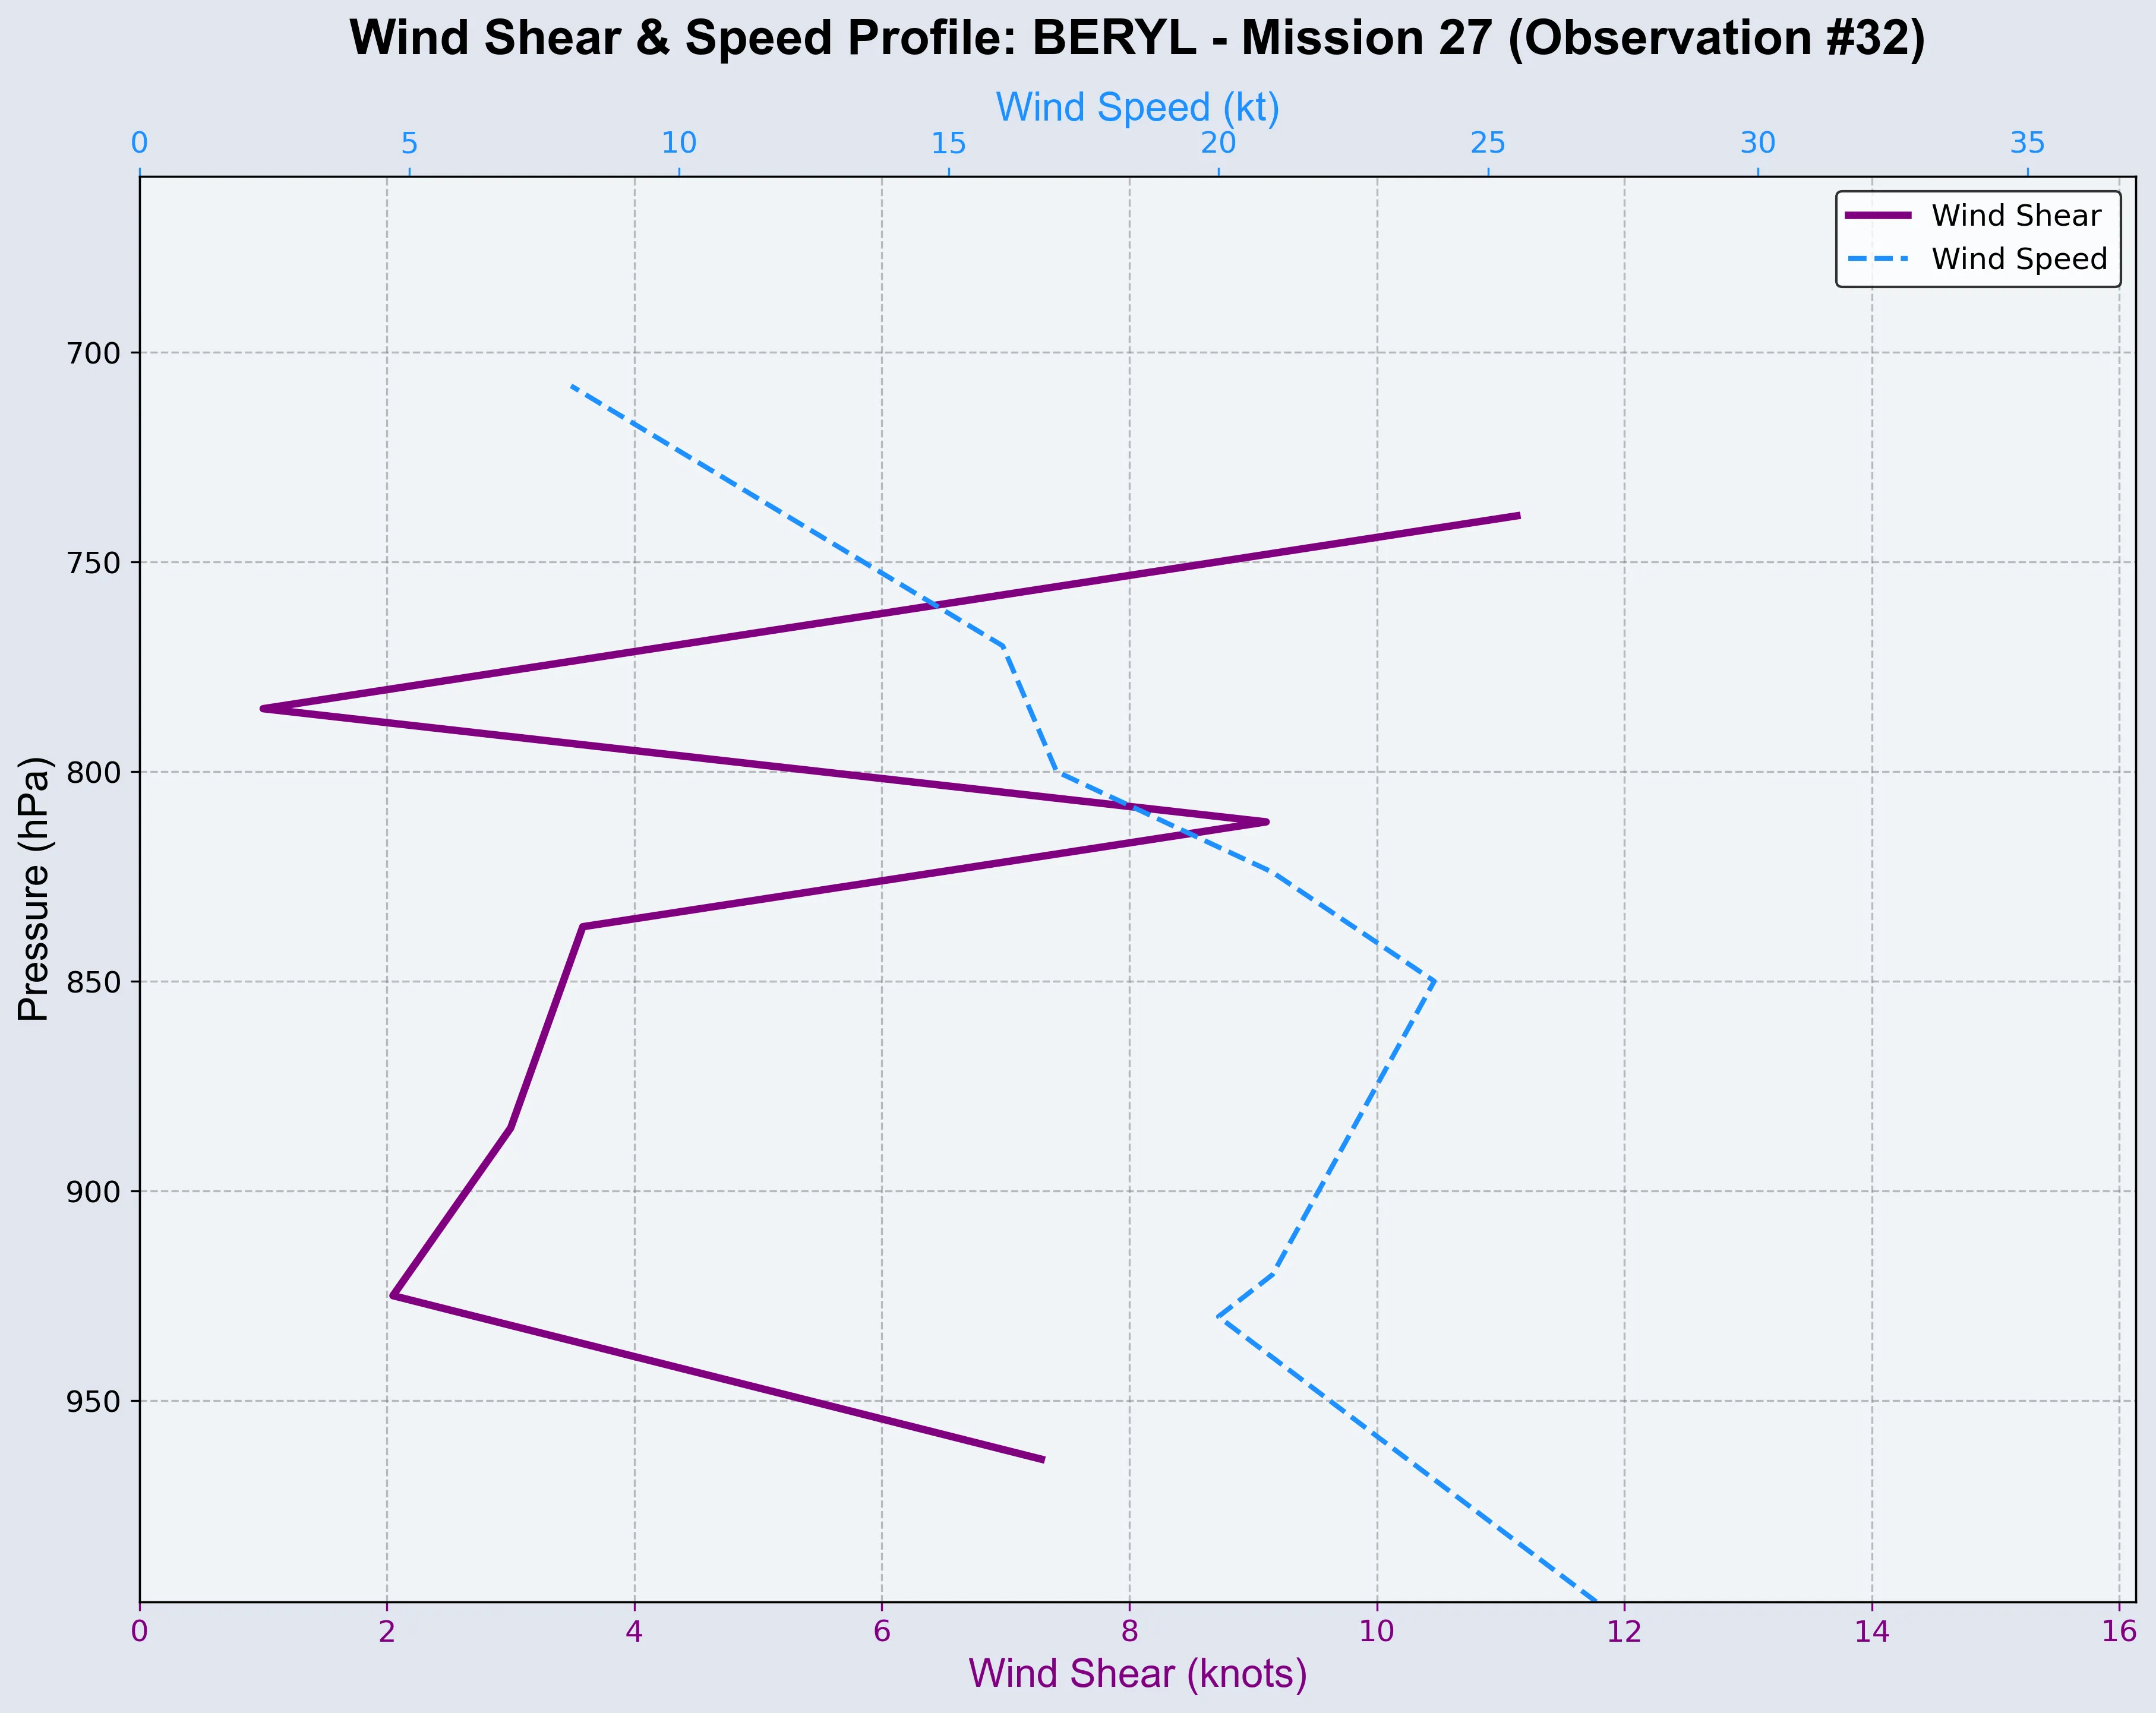 Wind Shear & Speed Profile: BERYL - Mission 27 (Observation #32)
Wind Speed (kt)
0 5 10 15 20 25 30 35
Wind Shear
Wind Speed
Pressure (hPa)
700
750
800
850
900
950
0 2 4 6 8 10 12 14 16
Wind Shear (knots)